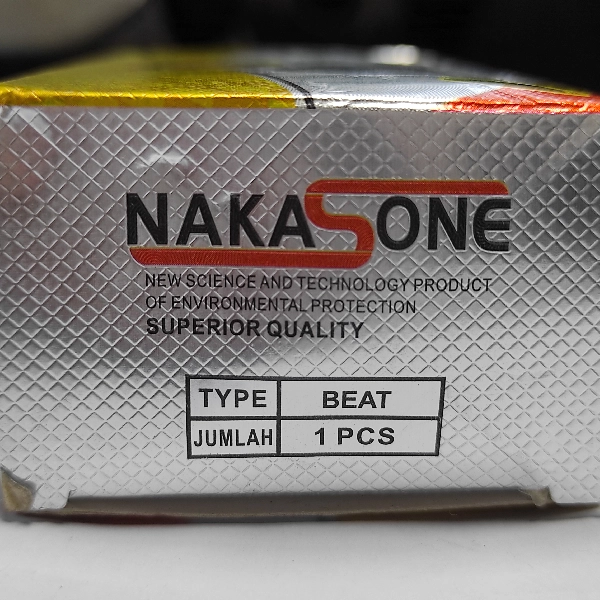 NAKASONE
NEW SCIENCE AND TECHNOLOGY PRODUCT
OF ENVIRONMENTAL PROTECTION
SUPERIOR QUALITY
TYPE BEAT
JUMLAH 1 PCS